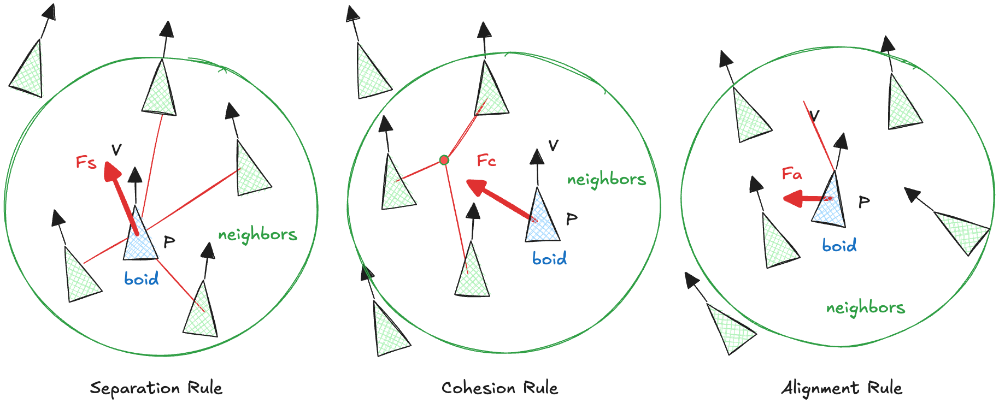 V
Fs
P
neighbors
boid
Separation Rule
V
Fc
neighbors
P
boid
Cohesion Rule
V
Fa
P
boid
neighbors
Alignment Rule